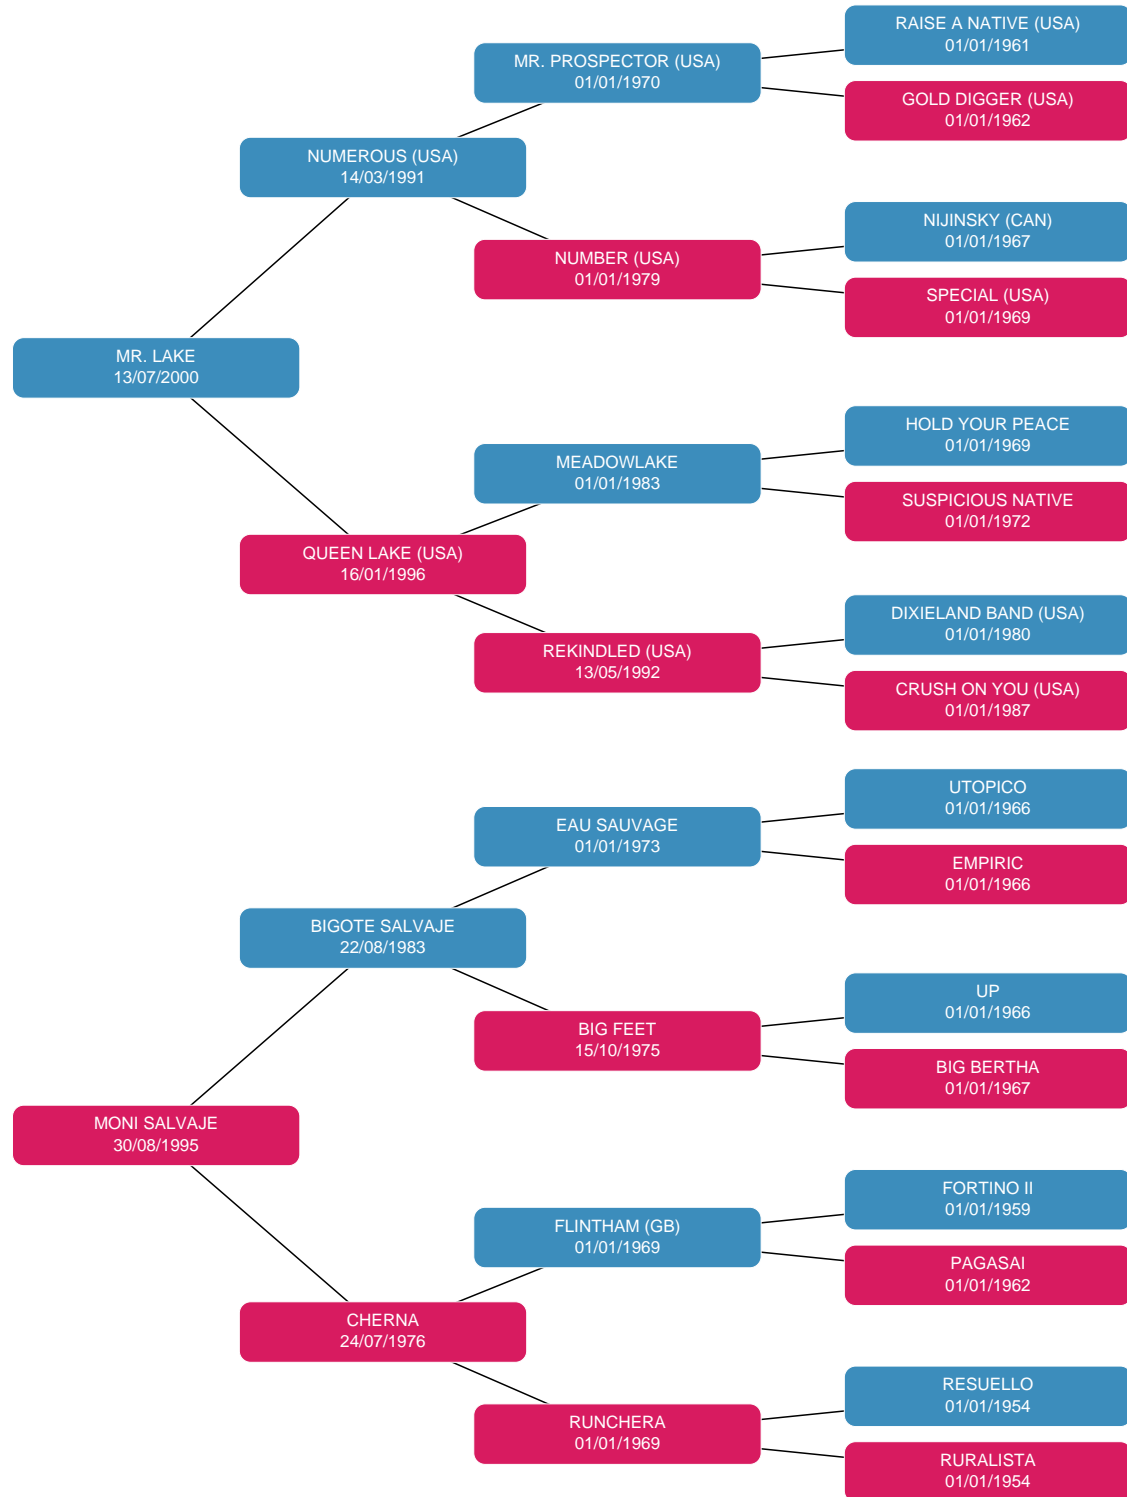 RAISE A NATIVE (USA)
01/01/1961
MR. PROSPECTOR (USA)
01/01/1970
GOLD DIGGER (USA)
01/01/1962
NUMEROUS (USA)
14/03/1991
NIJINSKY (CAN)
01/01/1967
NUMBER (USA)
01/01/1979
SPECIAL (USA)
01/01/1969
MR. LAKE
13/07/2000
HOLD YOUR PEACE
01/01/1969
MEADOWLAKE
01/01/1983
SUSPICIOUS NATIVE
01/01/1972
QUEEN LAKE (USA)
16/01/1996
DIXIELAND BAND (USA)
01/01/1980
REKINDLED (USA)
13/05/1992
CRUSH ON YOU (USA)
01/01/1987
UTOPICO
01/01/1966
EAU SAUVAGE
01/01/1973
EMPIRIC
01/01/1966
BIGOTE SALVAJE
22/08/1983
UP
01/01/1966
BIG FEET
15/10/1975
BIG BERTHA
01/01/1967
MONI SALVAJE
30/08/1995
FORTINO II
01/01/1959
FLINTHAM (GB)
01/01/1969
PAGASAI
01/01/1962
CHERNA
24/07/1976
RESUELLO
01/01/1954
RUNCHERA
01/01/1969
RURALISTA
01/01/1954